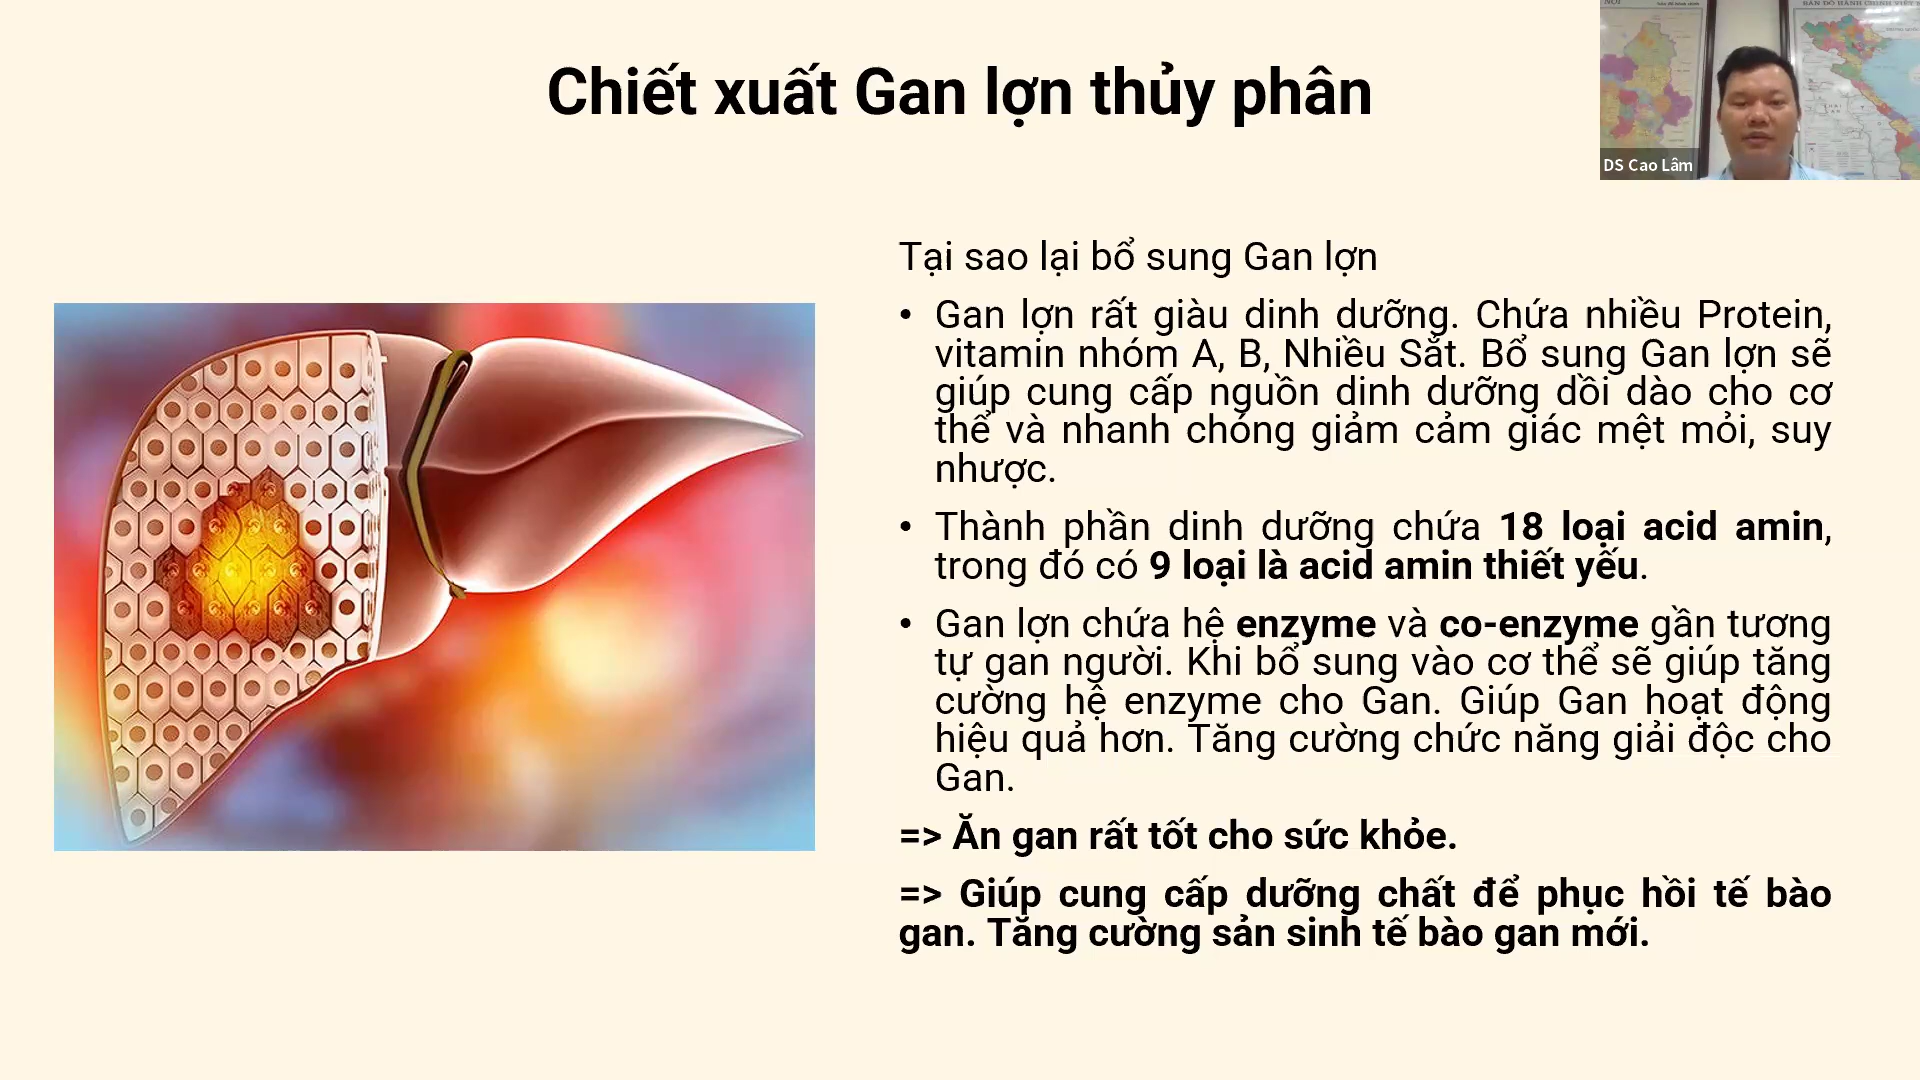 Chiết xuất Gan lợn thủy phân
DS Cao Lâm
Tại sao lại bổ sung Gan lợn
• Gan lợn rất giàu dinh dưỡng. Chứa nhiều Protein,
vitamin nhóm A, B, Nhiều Sắt. Bổ sung Gan lợn sẽ
giúp cung cấp nguồn dinh dưỡng dồi dào cho cơ
thể và nhanh chóng giảm cảm giác mệt mỏi, suy
nhược.
• Thành phần dinh dưỡng chứa 18 loại acid amin,
trong đó có 9 loại là acid amin thiết yếu.
• Gan lợn chứa hệ enzyme và co-enzyme gần tương
tự gan người. Khi bổ sung vào cơ thể sẽ giúp tăng
cường hệ enzyme cho Gan. Giúp Gan hoạt động
hiệu quả hơn. Tăng cường chức năng giải độc cho
Gan.
=> Ăn gan rất tốt cho sức khỏe.
=> Giúp cung cấp dưỡng chất để phục hồi tế bào
gan. Tăng cường sản sinh tế bào gan mới.